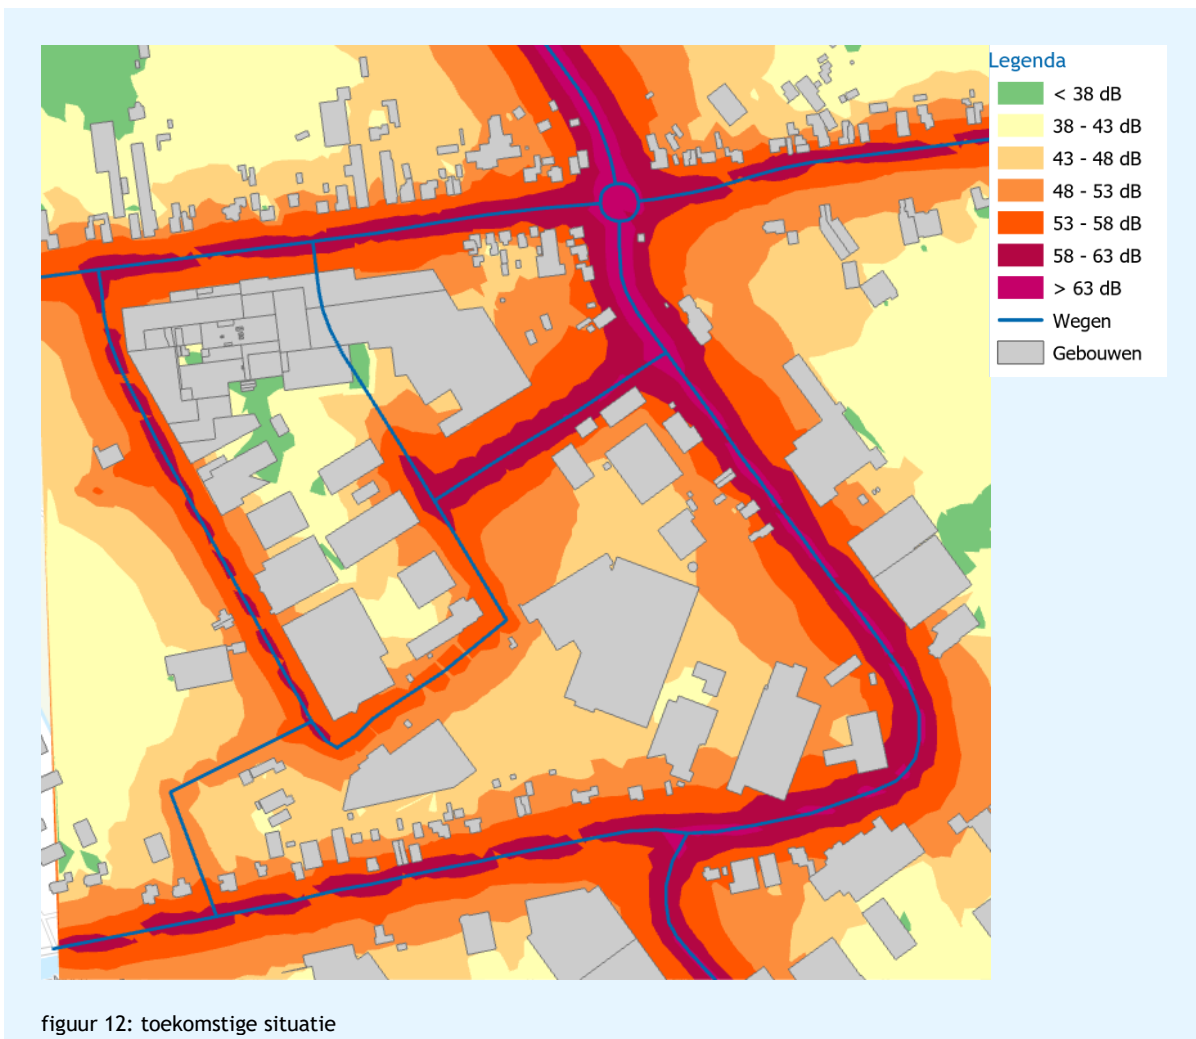 Legenda
< 38 dB
38 - 43 dB
43 - 48 dB
48 - 53 dB
53 - 58 dB
58 - 63 dB
> 63 dB
Wegen
Gebouwen
figuur 12: toekomstige situatie